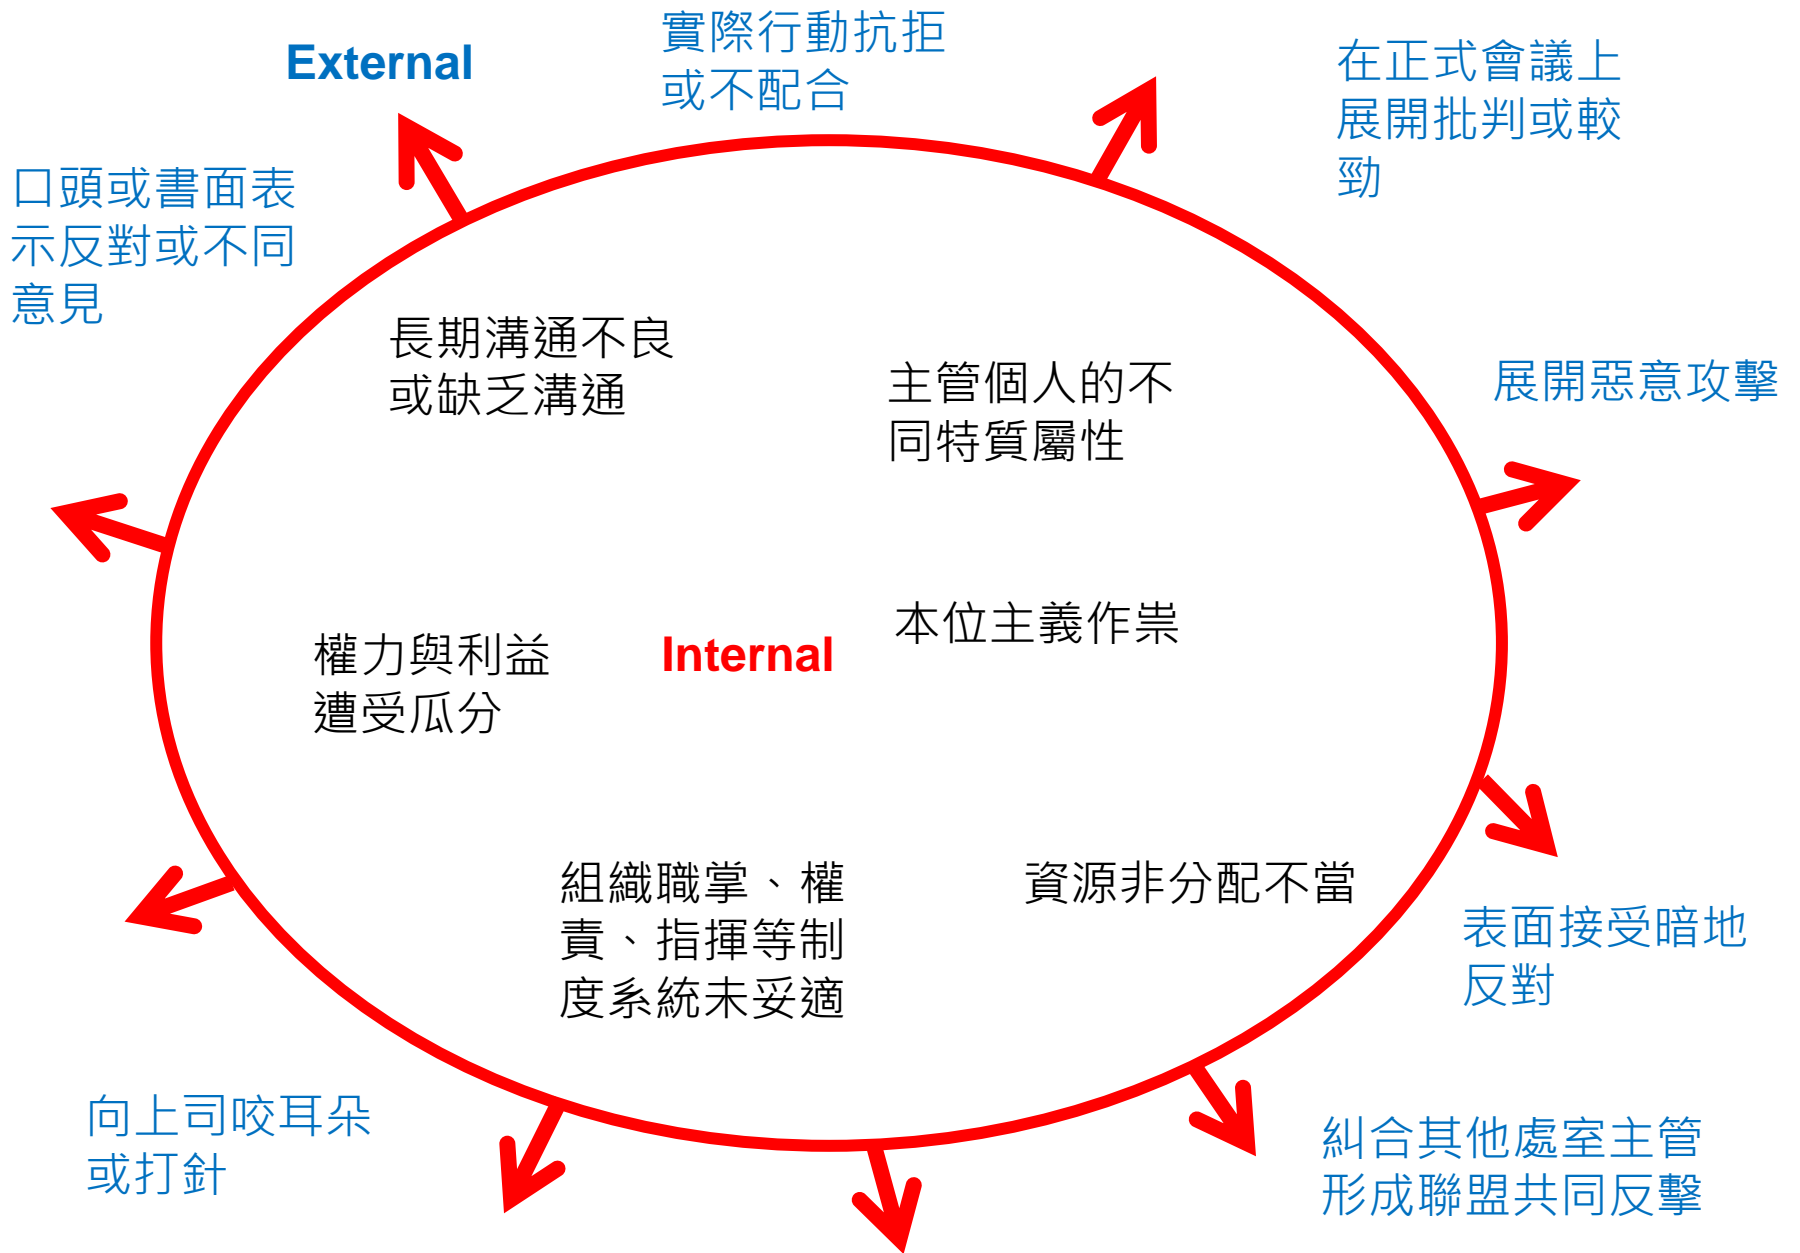 External
實際行動抗拒
或不配合
在正式會議上
展開批判或較
勁
口頭或書面表
示反對或不同
意見
長期溝通不良
或缺乏溝通
主管個人的不
同特質屬性
展開惡意攻擊
權力與利益
遭受瓜分
Internal
本位主義作祟
組織職掌、權
責、指揮等制
度系統未妥適
資源非分配不當
表面接受暗地
反對
向上司咬耳朵
或打針
糾合其他處室主管
形成聯盟共同反擊